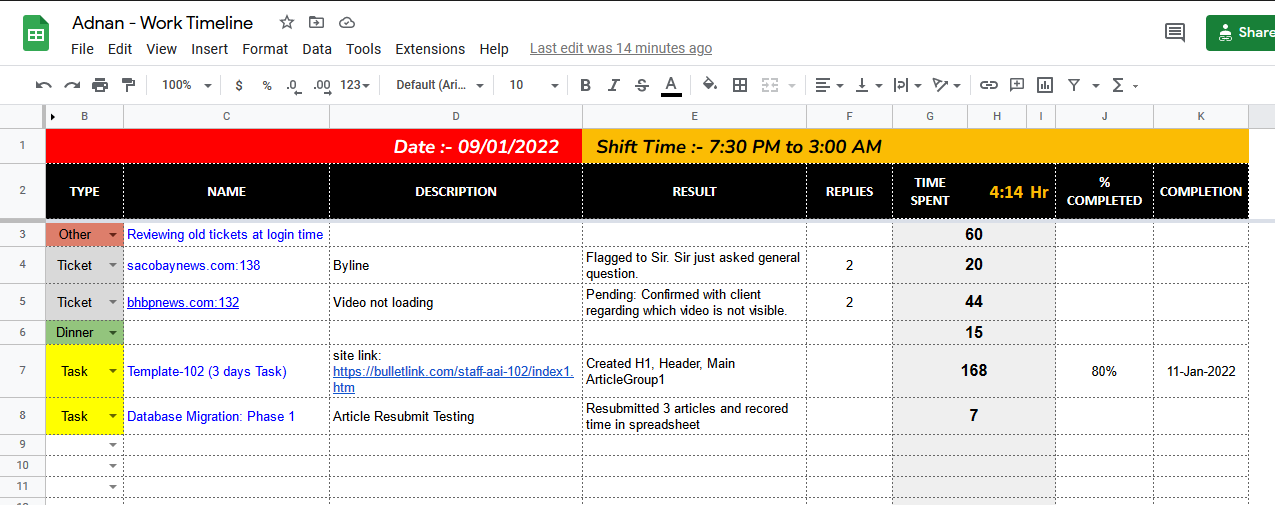 Adnan - Work Timeline
File Edit View Insert Format Data Tools Extensions Help Last edit was 14 minutes ago
Share
100% $ % .0 .00 123 Default (Ari... 10 B I S A
B C D E F G H I J K
1 Date :- 09/01/2022 Shift Time :- 7:30 PM to 3:00 AM
2 TYPE NAME DESCRIPTION RESULT REPLIES TIME SPENT 4:14 Hr % COMPLETED COMPLETION
3 Other Reviewing old tickets at login time 60
4 Ticket sacobaynews.com:138 Byline Flagged to Sir. Sir just asked general question. 2 20
5 Ticket bhbpnews.com:132 Video not loading Pending: Confirmed with client regarding which video is not visible. 2 44
6 Dinner 15
7 Task Template-102 (3 days Task) site link: https://bulletlink.com/staff-aai-102/index1.htm Created H1, Header, Main ArticleGroup1 168 80% 11-Jan-2022
8 Task Database Migration: Phase 1 Article Resubmit Testing Resubmitted 3 articles and recored time in spreadsheet 7
9
10
11